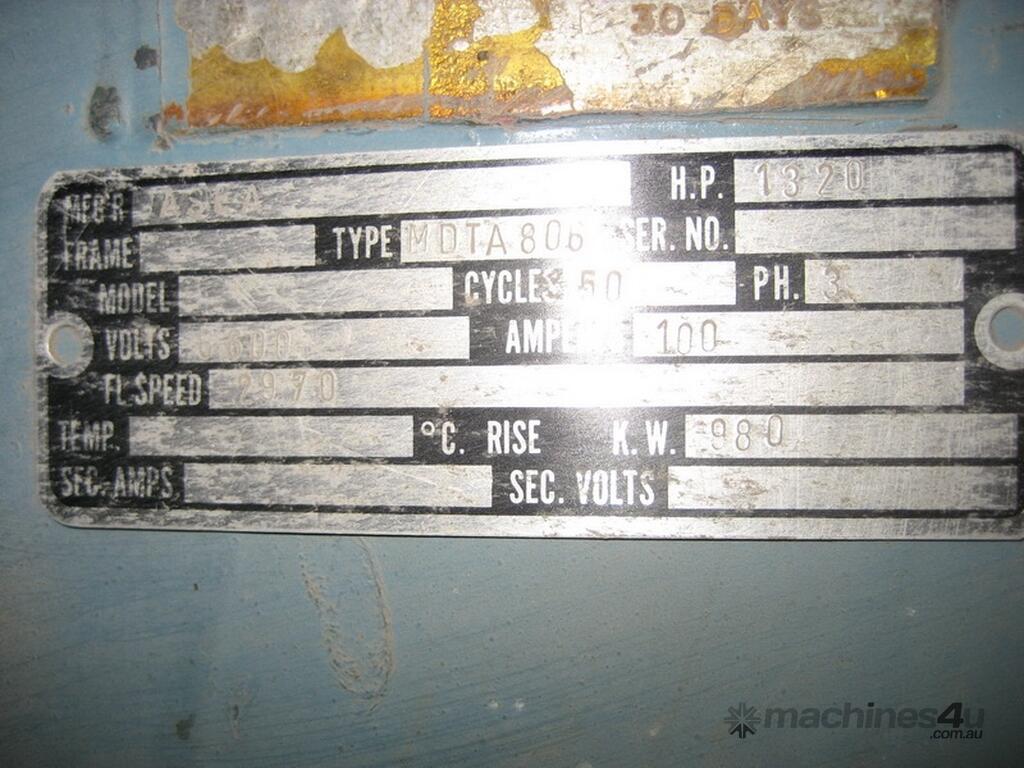 30 DAYS
MFG'R ASEA H.P. 1320
FRAME TYPE MDTA 806 SER. NO.
MODEL CYCLES 50 PH. 3
VOLTS 6600 100
FL. SPEED 2970
TEMP. °C. RISE K.W. 980
SEC. AMPS. SEC. VOLTS
machines4u
.com.au